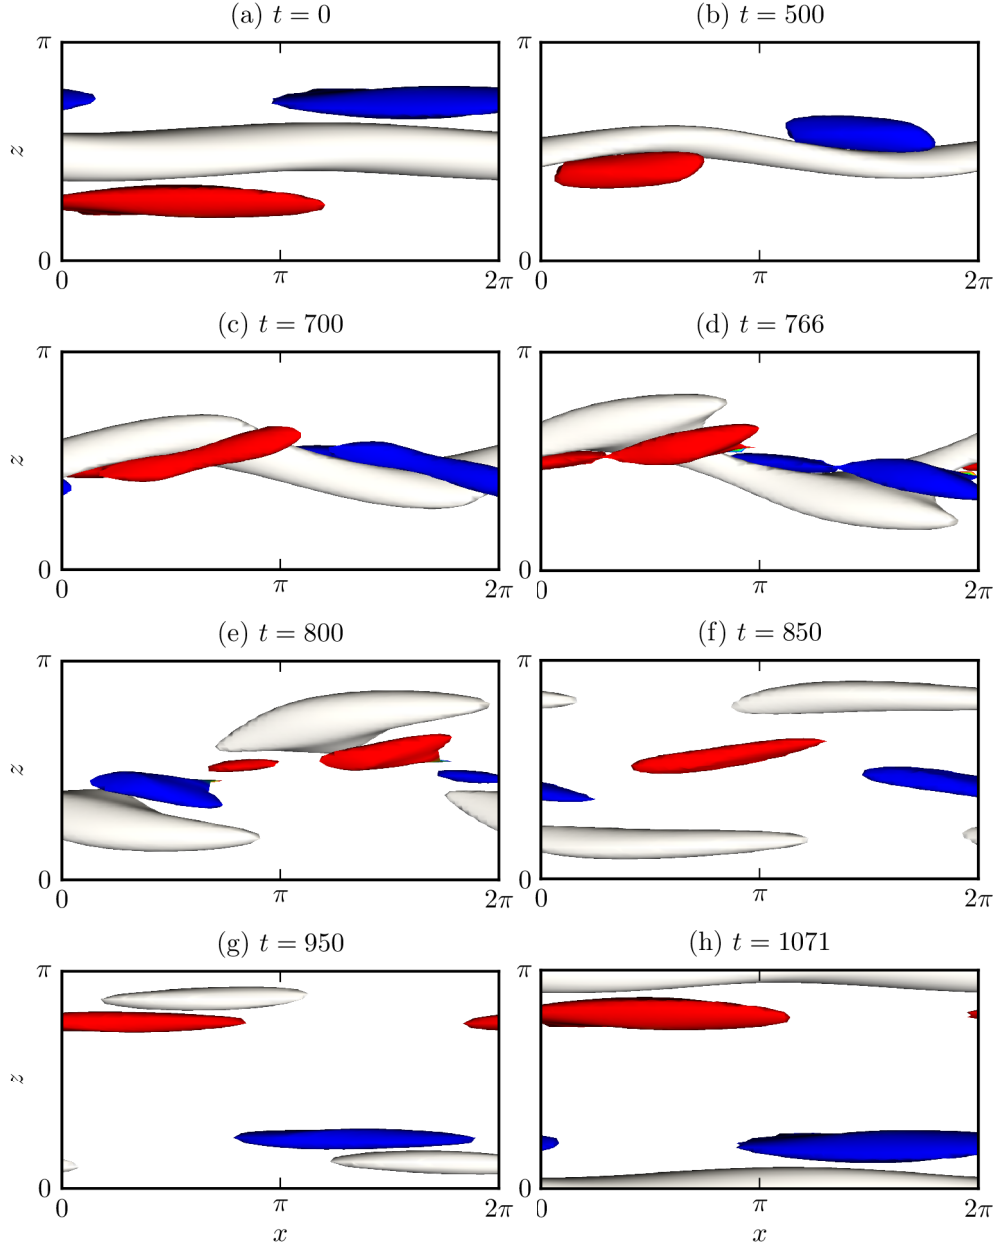 (a) t = 0
(b) t = 500
π
z
0
0
π
2π
π
0
0
π
2π
(c) t = 700
(d) t = 766
π
z
0
0
π
2π
π
0
0
π
2π
(e) t = 800
(f) t = 850
π
z
0
0
π
2π
π
0
0
π
2π
(g) t = 950
(h) t = 1071
π
z
0
0
π
2π
x
π
0
0
π
2π
x